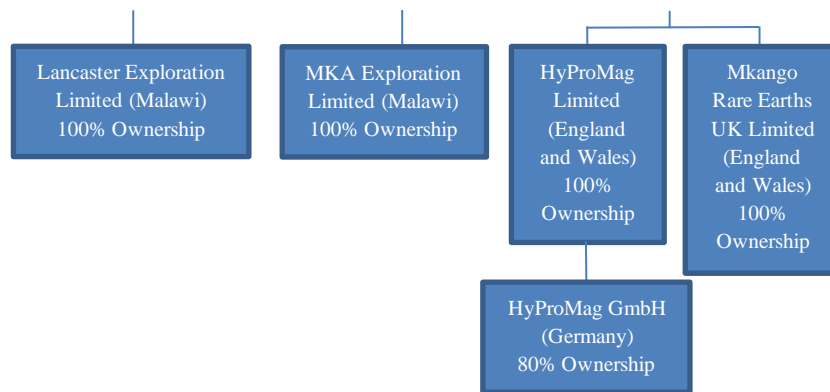 Lancaster Exploration
Limited (Malawi)
100% Ownership
MKA Exploration
Limited (Malawi)
100% Ownership
HyProMag
Limited
(England
and Wales)
100%
Ownership
Mkango
Rare Earths
UK Limited
(England
and Wales)
100%
Ownership
HyProMag GmbH
(Germany)
80% Ownership